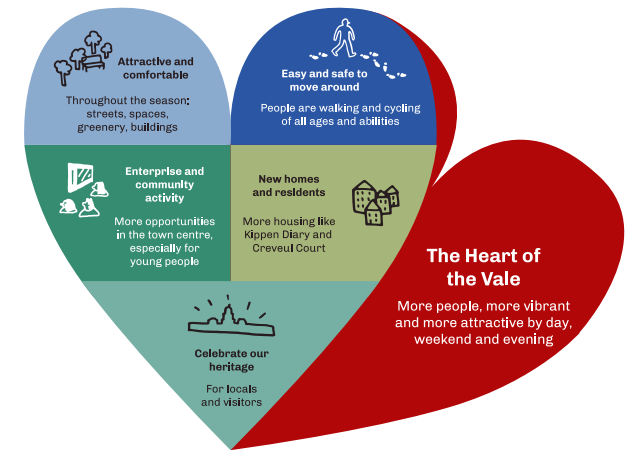 Attractive and
comfortable
Throughout the season:
streets, spaces,
greenery, buildings
Easy and safe to
move around
People are walking and cycling
of all ages and abilities
Enterprise and
community
activity
More opportunities
in the town centre,
especially for
young people
New homes
and residents
More housing like
Kippen Diary and
Creveul Court
Celebrate our
heritage
For locals
and visitors
The Heart of
the Vale
More people, more vibrant
and more attractive by day,
weekend and evening